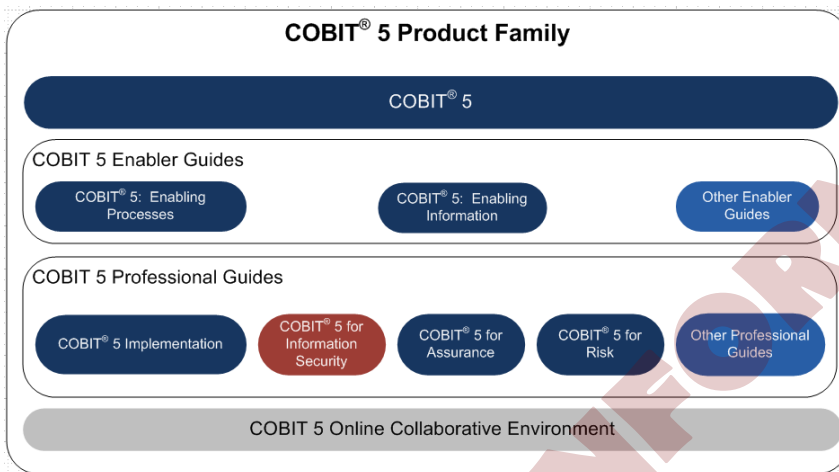 COBIT® 5 Product Family
COBIT® 5
COBIT 5 Enabler Guides
COBIT® 5: Enabling
Processes
COBIT® 5: Enabling
Information
Other Enabler
Guides
COBIT 5 Professional Guides
COBIT® 5 Implementation
COBIT® 5 for
Information
Security
COBIT® 5 for
Assurance
COBIT® 5 for
Risk
Other Professional
Guides
COBIT 5 Online Collaborative Environment